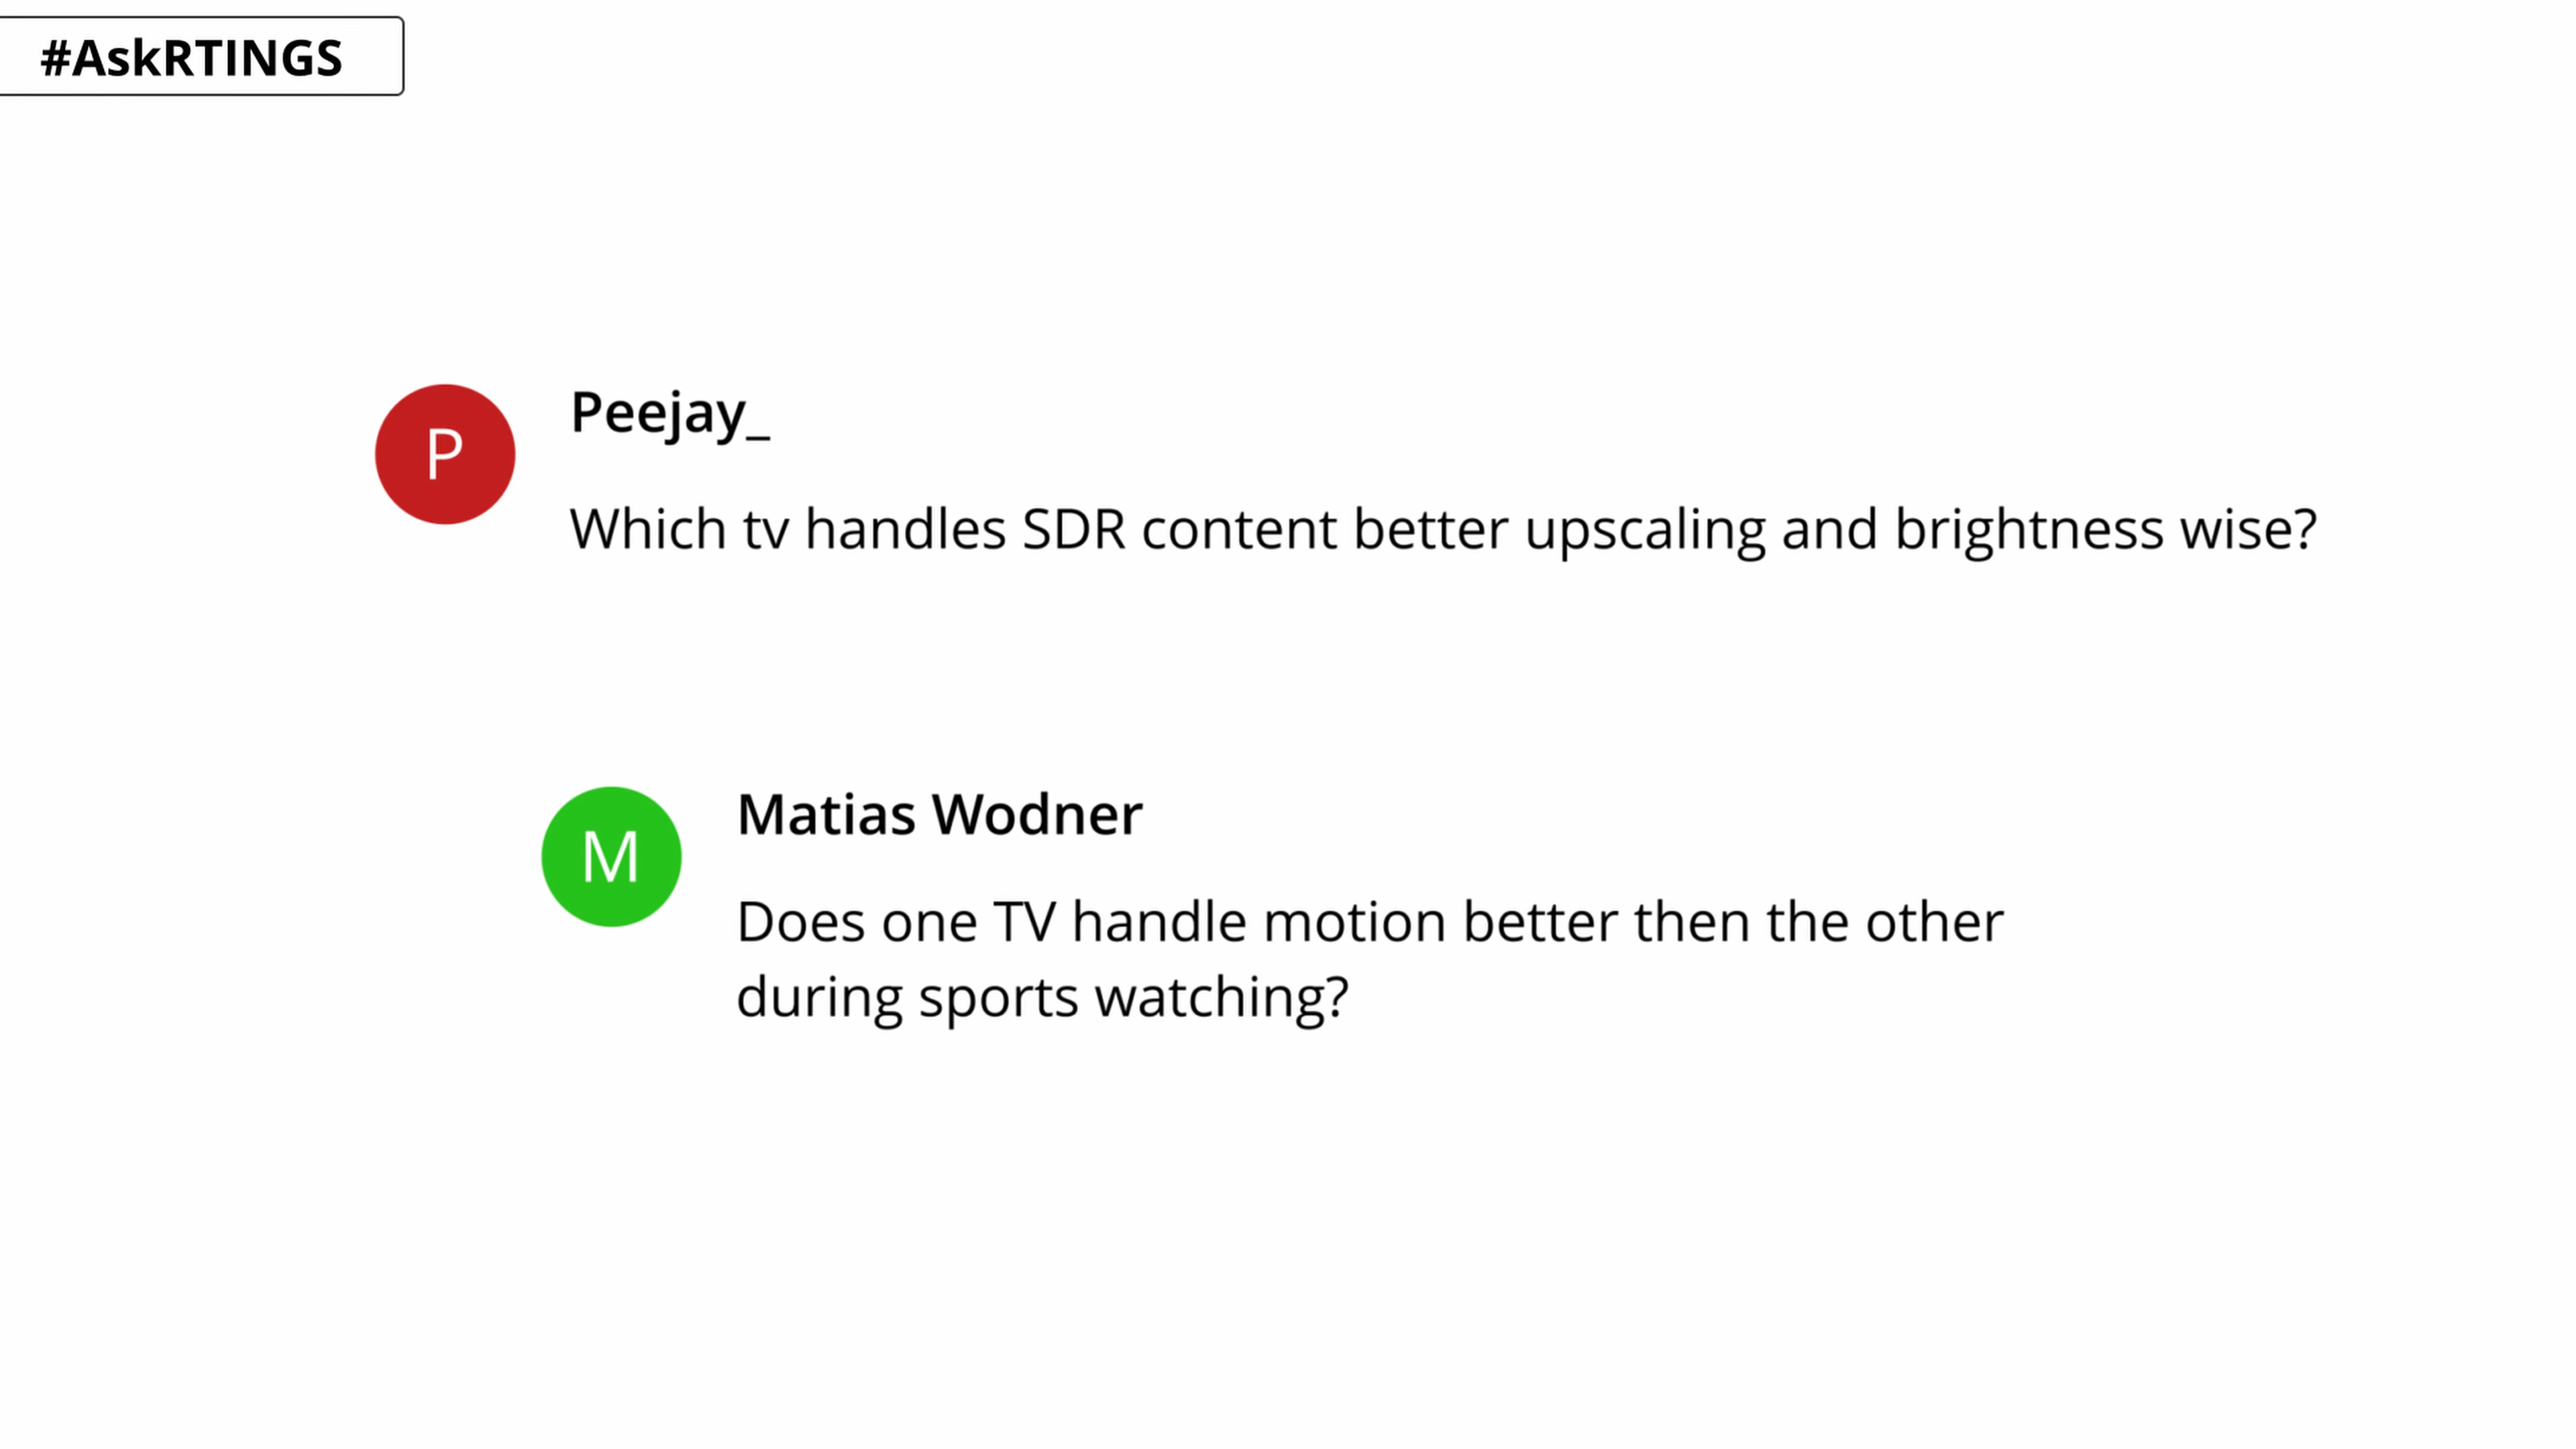 #AskRTINGS
P
Peejay_
Which tv handles SDR content better upscaling and brightness wise?
M
Matias Wodner
Does one TV handle motion better then the other
during sports watching?